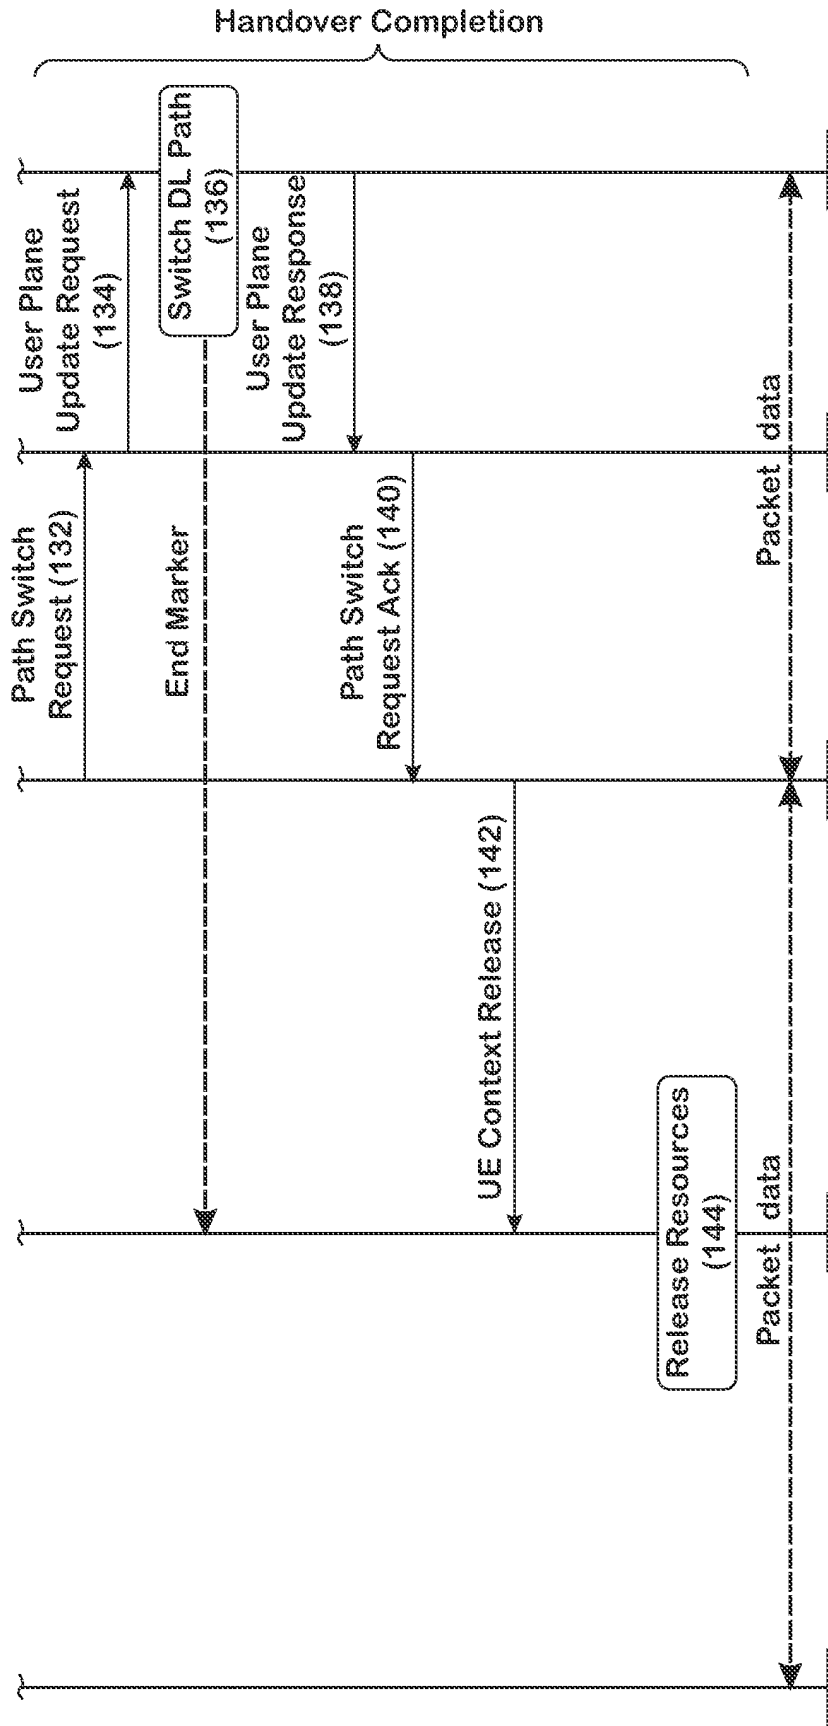 Handover Completion
Path Switch
Request (132)
User Plane
Update Request
(134)
Switch DL Path
(136)
End Marker
User Plane
Update Response
(138)
Path Switch
Request Ack (140)
UE Context Release (142)
Release Resources
(144)
Packet data
Packet data